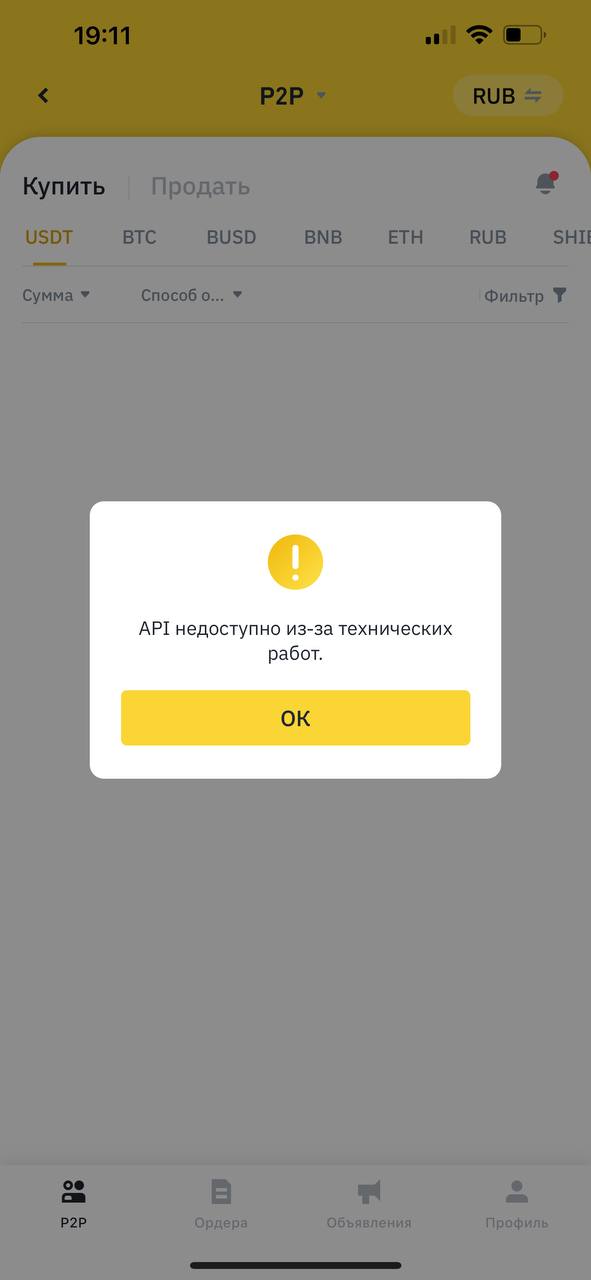 19:11
P2P
RUB
Купить
Продать
USDT BTC BUSD BNB ETH RUB SHIB
Сумма
Способ о...
Фильтр
API недоступно из-за технических
работ.
OK
P2P
Ордера
Объявления
Профиль